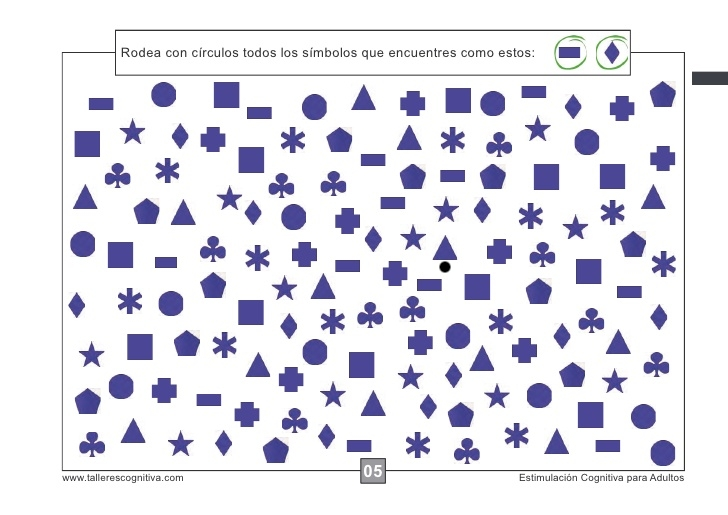 Rodea con círculos todos los símbolos que encuentres como estos:
05
www.tallerescognitiva.com
Estimulación Cognitiva para Adultos